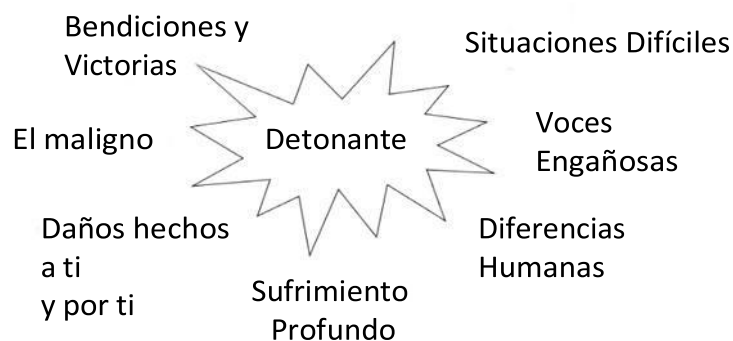 Bendiciones y
Victorias
Situaciones Difíciles
El maligno
Detonante
Voces
Engañosas
Daños hechos
a ti
y por ti
Diferencias
Humanas
Sufrimiento
Profundo